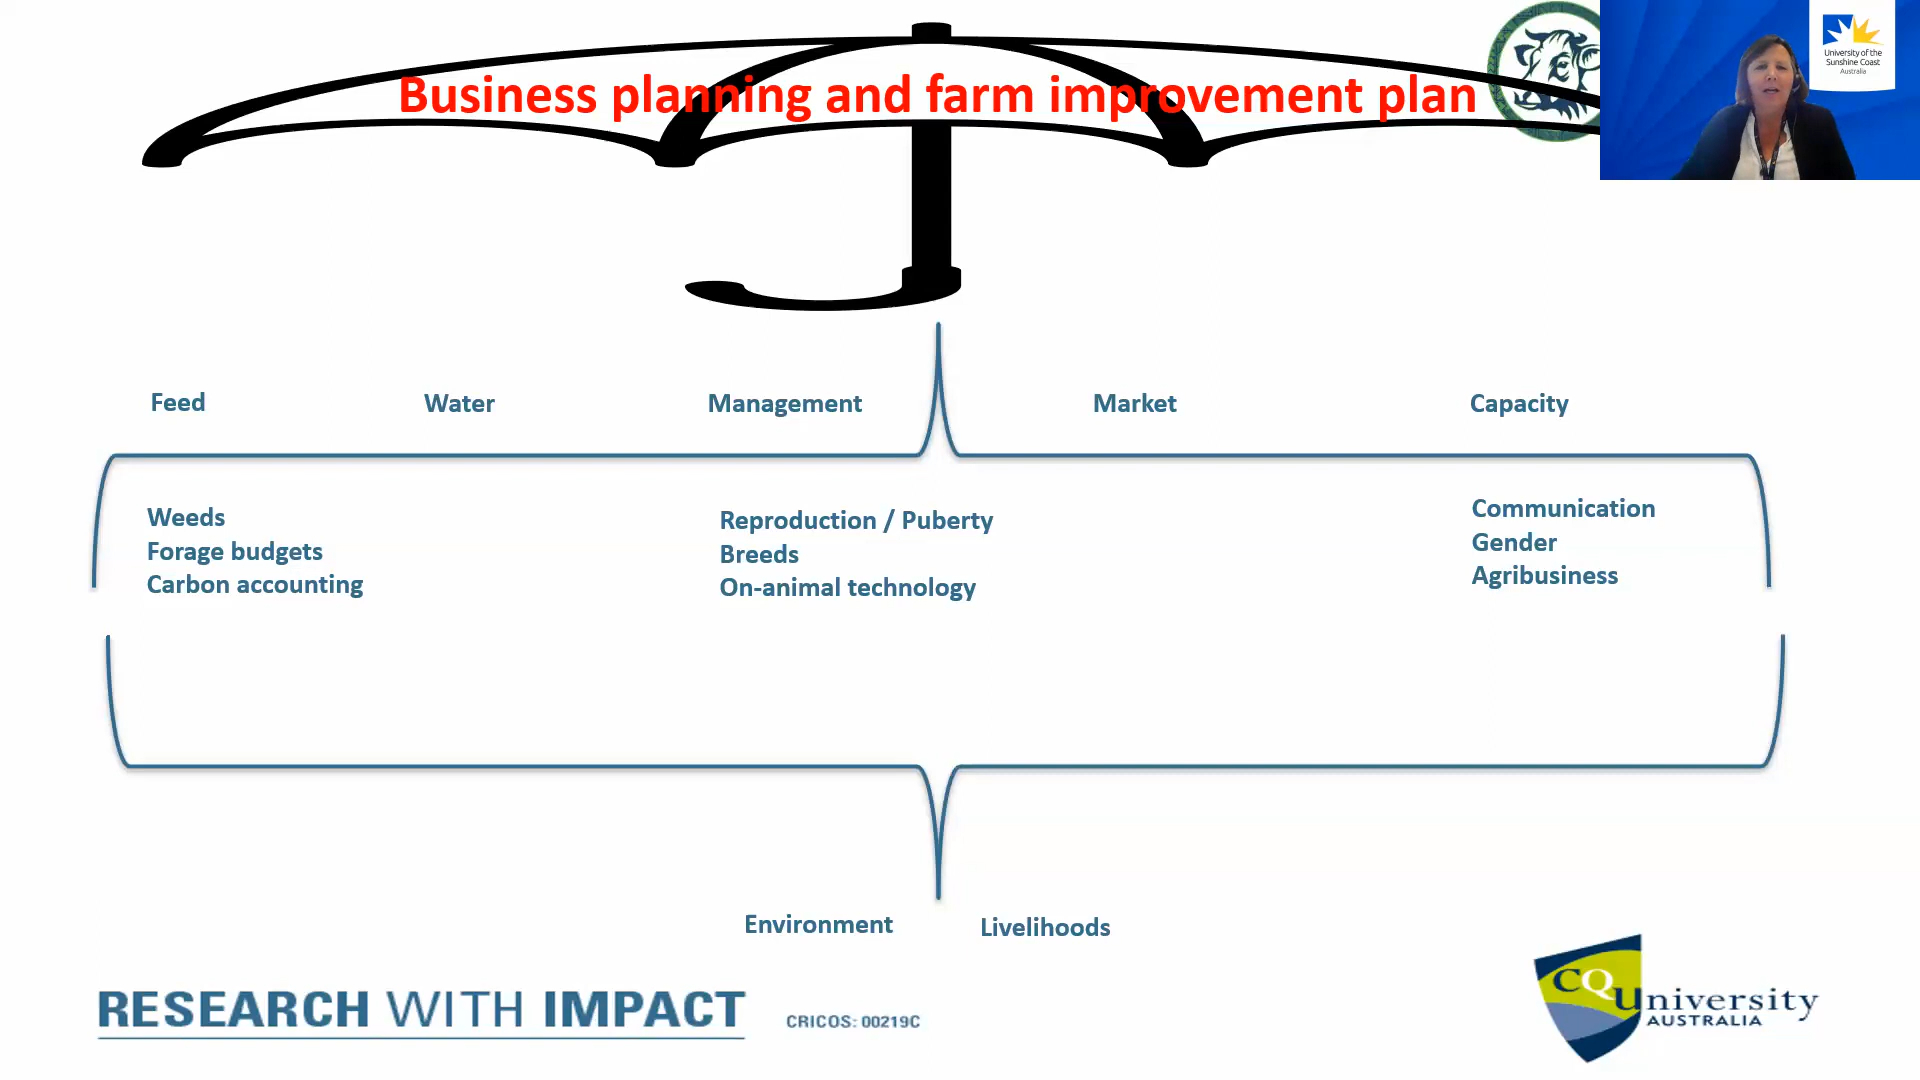 Business planning and farm improvement plan
University of the
Sunshine Coast
Australia
Feed
Water
Management
Market
Capacity
Weeds
Forage budgets
Carbon accounting
Reproduction / Puberty
Breeds
On-animal technology
Communication
Gender
Agribusiness
Environment
Livelihoods
RESEARCH WITH IMPACT
CRICOS: 00219C
CQUniversity
AUSTRALIA